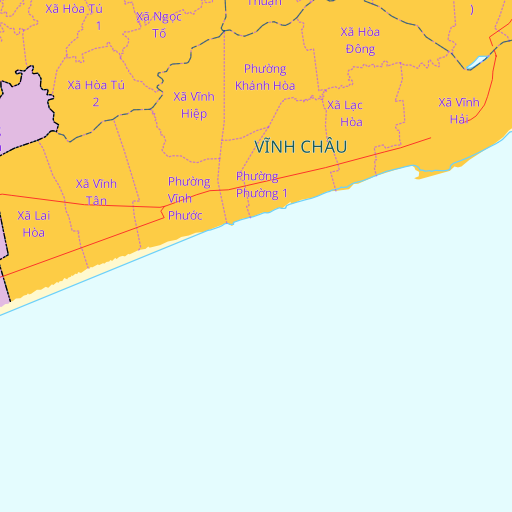 Thuận
Xã Hòa Tú
1
Xã Ngọc
Tố
)
Xã Hòa
Đông
Phường
Khánh Hòa
Xã Hòa Tú
2
Xã Vĩnh
Hiệp
Xã Lạc
Hòa
Xã Vĩnh
Hải
VĨNH CHÂU
Xã Vĩnh
Tân
Phường
Vĩnh
Phước
Phường
Phường 1
Xã Lai
Hòa